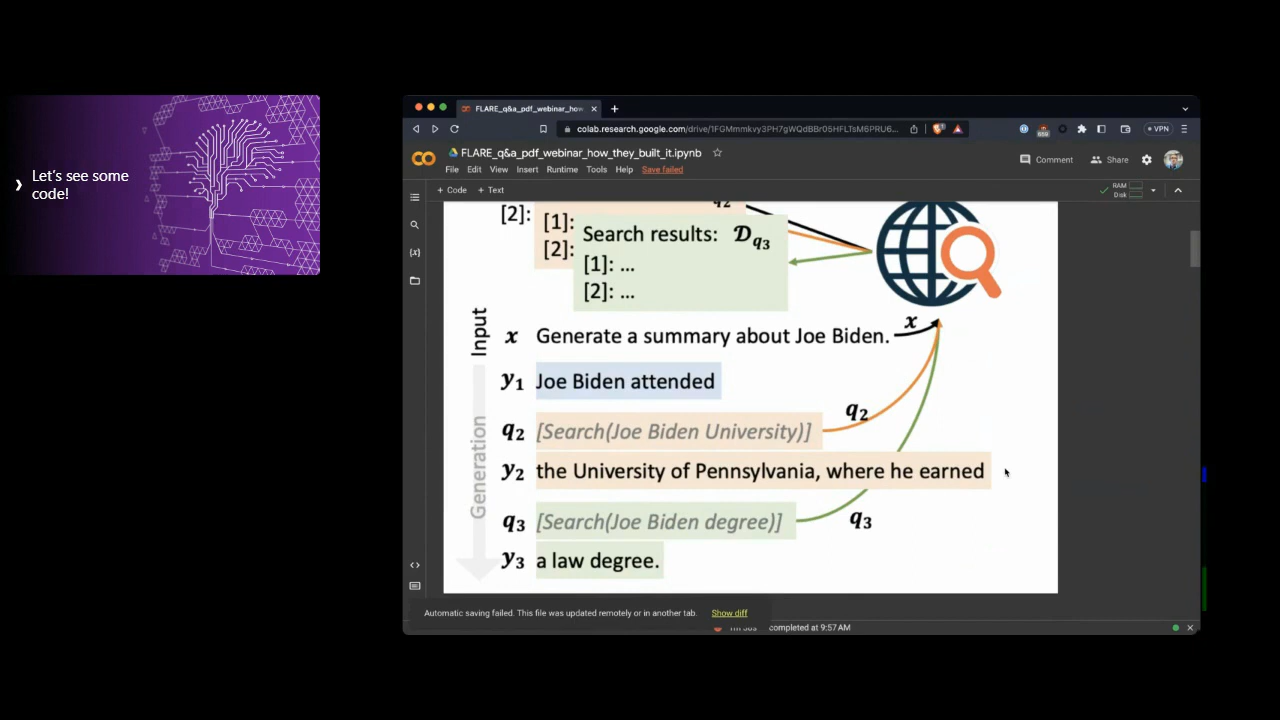 › Let's see some
code!
FLARE_q&a_pdf_webinar_how
colab.research.google.com/drive/1FGMmmkvy3PH7gWQdBBr05HFLTsM6PRU6...
VPN
FLARE_q&a_pdf_webinar_how_they_built_it.ipynb
Comment
Share
File Edit View Insert Runtime Tools Help Save failed
+ Code + Text
RAM
Disk
q2
[2]:
[1]:
[2]:
Search results: 𝓓q3
[1]: ...
[2]: ...
Input
x Generate a summary about Joe Biden.
x
y1 Joe Biden attended
q2
q2 [Search(Joe Biden University)]
Generation
y2 the University of Pennsylvania, where he earned
q3 [Search(Joe Biden degree)]
q3
y3 a law degree.
Automatic saving failed. This file was updated remotely or in another tab. Show diff
completed at 9:57 AM